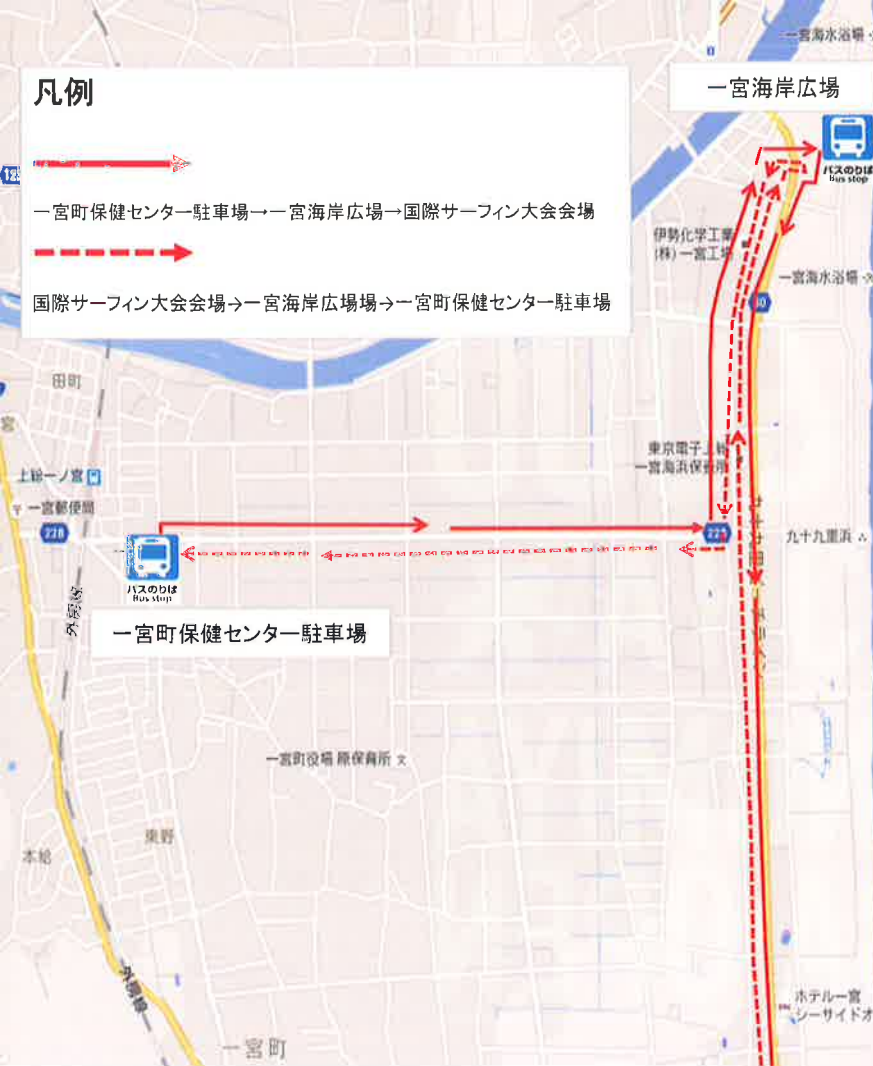 一宮海水浴場
凡例
一宮海岸広場
バスのりば
Bus stop
一宮町保健センター駐車場→一宮海岸広場→国際サーフィン大会会場
伊勢化学工業
(株)一宮工場
一宮海水浴場
国際サーフィン大会会場→一宮海岸広場場→一宮町保健センター駐車場
30
田町
宮
東京電子上総
一宮海浜保養所
上総一ノ宮
一宮郵便局
228
九十九里浜
バスのりば
Bus stop
外房線
一宮町保健センター駐車場
一宮町役場 原保育所
東野
本給
外房線
ホテル一宮
シーサイドオ
一宮町